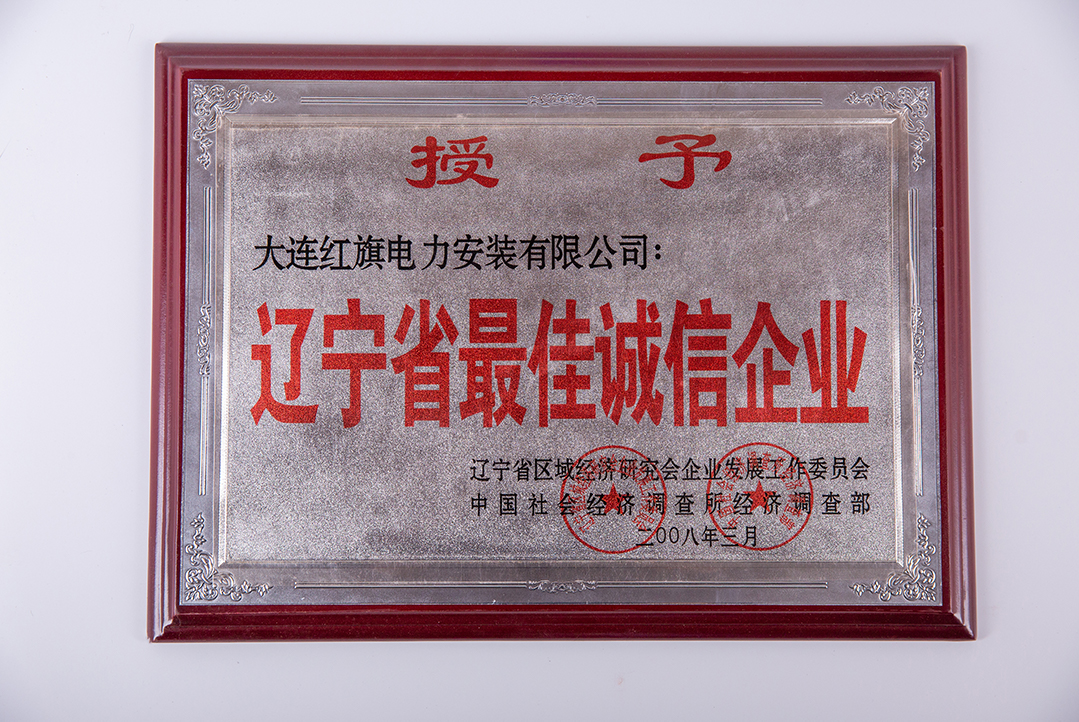 授予
大连红旗电力安装有限公司：
辽宁省最佳诚信企业
辽宁省区域经济研究会企业发展工作委员会
中国社会经济调查所经济调查部
二00八年三月